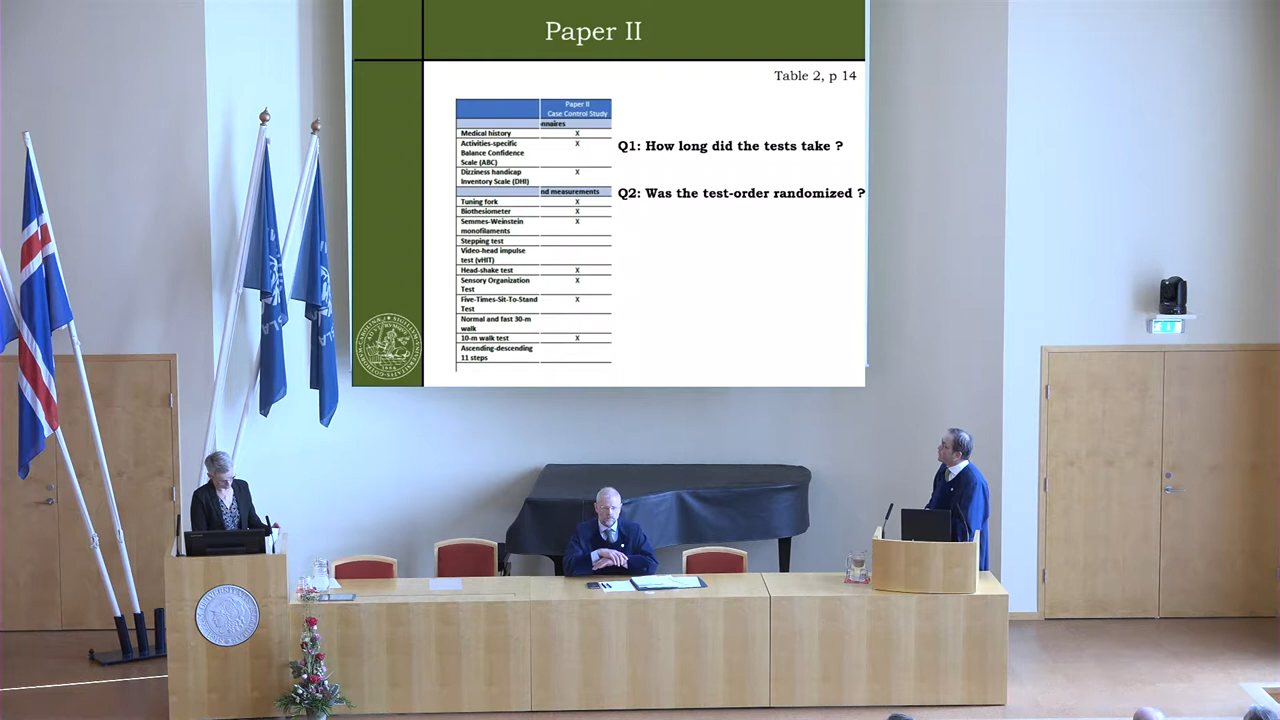 Paper II
Table 2, p 14
Paper II
Case Control Study
nnaires
Medical history X
Activities-specific X
Balance Confidence
Scale (ABC)
Dizziness handicap X
Inventory Scale (DHI)
nd measurements
Tuning fork X
Biothesiometer X
Semmes-Weinstein X
monofilaments
Stepping test
Video-head impulse
test (vHIT)
Head-shake test X
Sensory Organization X
Test
Five-Times-Sit-To-Stand X
Test
Normal and fast 30-m
walk
10-m walk test X
Ascending-descending
11 steps
Q1: How long did the tests take ?
Q2: Was the test-order randomized ?